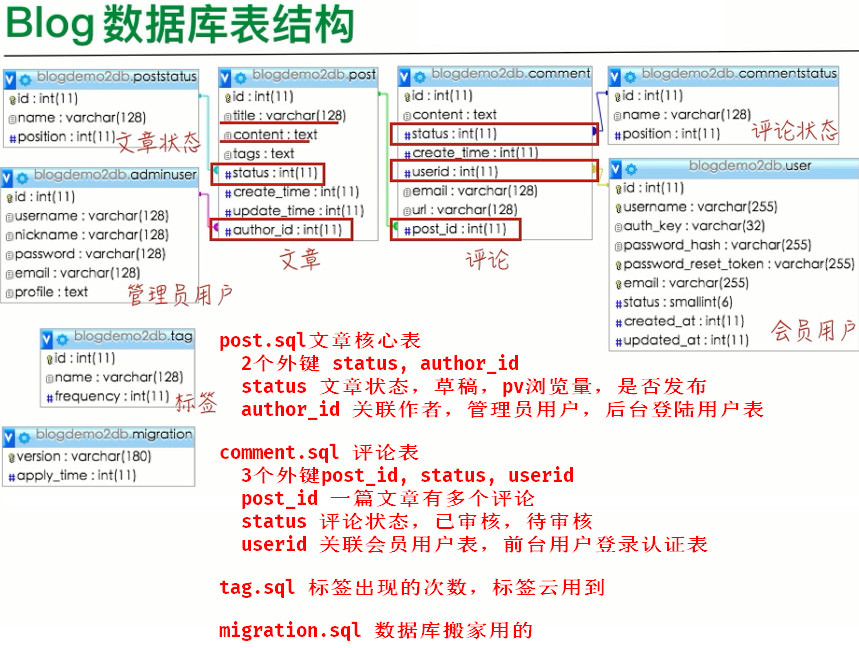 Blog 数据库表结构
blogdemo2db.poststatus
id : int(11)
name : varchar(128)
position : int(11)
文章状态
blogdemo2db.adminuser
id : int(11)
username : varchar(128)
nickname : varchar(128)
password : varchar(128)
email : varchar(128)
profile : text
管理员用户
blogdemo2db.post
id : int(11)
title : varchar(128)
content : text
tags : text
status : int(11)
create_time : int(11)
update_time : int(11)
author_id : int(11)
文章
blogdemo2db.comment
id : int(11)
content : text
status : int(11)
create_time : int(11)
userid : int(11)
email : varchar(128)
url : varchar(128)
post_id : int(11)
评论
blogdemo2db.commentstatus
id : int(11)
name : varchar(128)
position : int(11)
评论状态
blogdemo2db.user
id : int(11)
username : varchar(255)
auth_key : varchar(32)
password_hash : varchar(255)
password_reset_token : varchar(255)
email : varchar(255)
status : smallint(6)
created_at : int(11)
updated_at : int(11)
会员用户
blogdemo2db.tag
id : int(11)
name : varchar(128)
frequency : int(11)
标签
blogdemo2db.migration
version : varchar(180)
apply_time : int(11)
post.sql文章核心表
2个外键 status, author_id
status 文章状态，草稿，pv浏览量，是否发布
author_id 关联作者，管理员用户，后台登陆用户表
comment.sql 评论表
3个外键post_id, status, userid
post_id 一篇文章有多个评论
status 评论状态，已审核，待审核
userid 关联会员用户表，前台用户登录认证表
tag.sql 标签出现的次数，标签云用到
migration.sql 数据库搬家用的